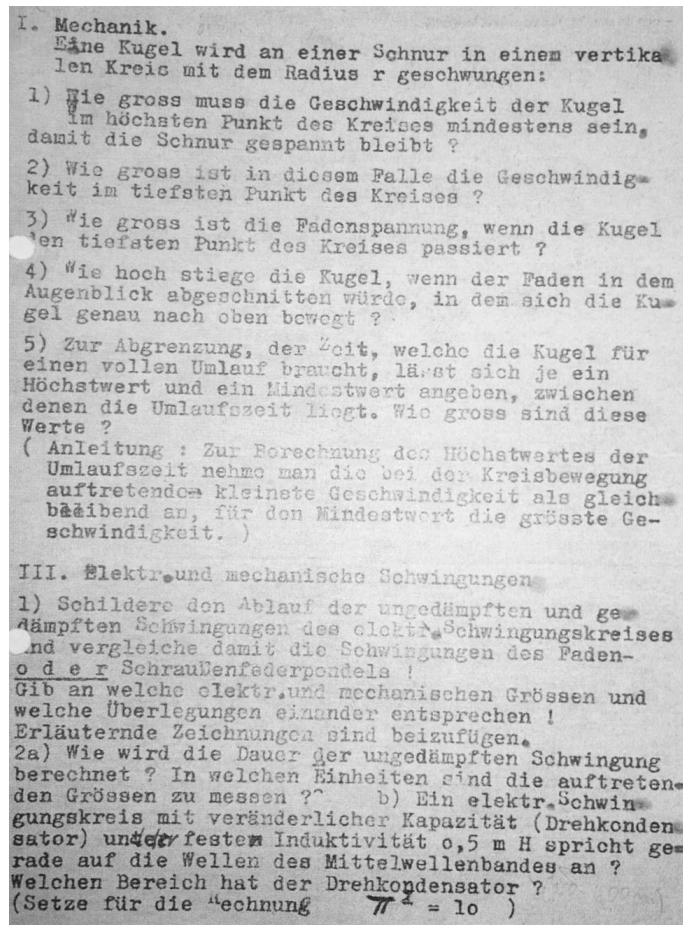 I. Mechanik.
Eine Kugel wird an einer Schnur in einem vertika
len Kreis mit dem Radius r geschwungen:
1) Wie gross muss die Geschwindigkeit der Kugel
im höchsten Punkt des Kreises mindestens sein,
damit die Schnur gespannt bleibt ?
2) Wie gross ist in diesem Falle die Geschwindig=
keit im tiefsten Punkt des Kreises ?
3) Wie gross ist die Fadenspannung, wenn die Kugel
den tiefsten Punkt des Kreises passiert ?
4) Wie hoch stiege die Kugel, wenn der Faden in dem
Augenblick abgeschnitten würde, in dem sich die Ku=
gel genau nach oben bewegt ?
5) Zur Abgrenzung, der Zeit, welche die Kugel für
einen vollen Umlauf braucht, lässt sich je ein
Höchstwert und ein Mindestwert angeben, zwischen
denen die Umlaufszeit liegt. Wie gross sind diese
Werte ?
( Anleitung : Zur Berechnung des Höchstwertes der
Umlaufszeit nehme man die bei der Kreisbewegung
auftretende kleinste Geschwindigkeit als gleich=
bleibend an, für den Mindestwert die grösste Ge-
schwindigkeit. )
III. Elektr.und mechanische Schwingungen
1) Schildere den Ablauf der ungedämpften und ge=
dämpften Schwingungen des elektr.Schwingungskreises
und vergleiche damit die Schwingungen des Faden-
o d e r Schraubenfederpendels !
Gib an welche elektr.und mechanischen Grössen und
welche Überlegungen einander entsprechen !
Erläuternde Zeichnungen sind beizufügen.
2a) Wie wird die Dauer der ungedämpften Schwingung
berechnet ? In welchen Einheiten sind die auftreten=
den Grössen zu messen ? b) Ein elektr.Schwin=
gungskreis mit veränderlicher Kapazität (Drehkonden
sator) und fester Induktivität o,5 m H spricht ge=
rade auf die Wellen des Mittelwellenbandes an ?
Welchen Bereich hat der Drehkondensator ?
(Setze für die Rechnung π² = lo )